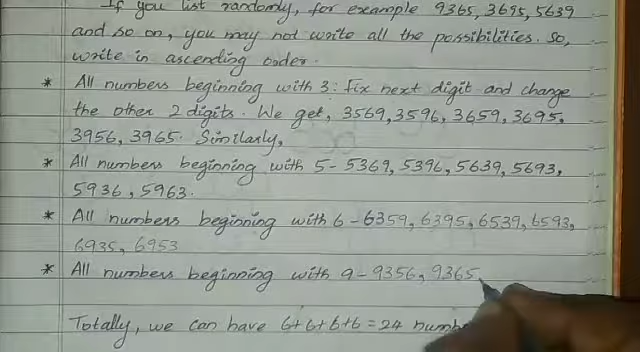 If you list randomly, for example 9365, 3695, 5639
and so on, you may not write all the possibilities. So,
write in ascending order.
* All numbers beginning with 3: Fix next digit and change
the other 2 digits. We get, 3569, 3596, 3659, 3695,
3956, 3965. Similarly,
* All numbers beginning with 5 - 5369, 5396, 5639, 5693,
5936, 5963.
* All numbers beginning with 6 - 6359, 6395, 6539, 6593,
6935, 6953
* All numbers beginning with 9 - 9356, 9365,
Totally, we can have 6+6+6+6 = 24